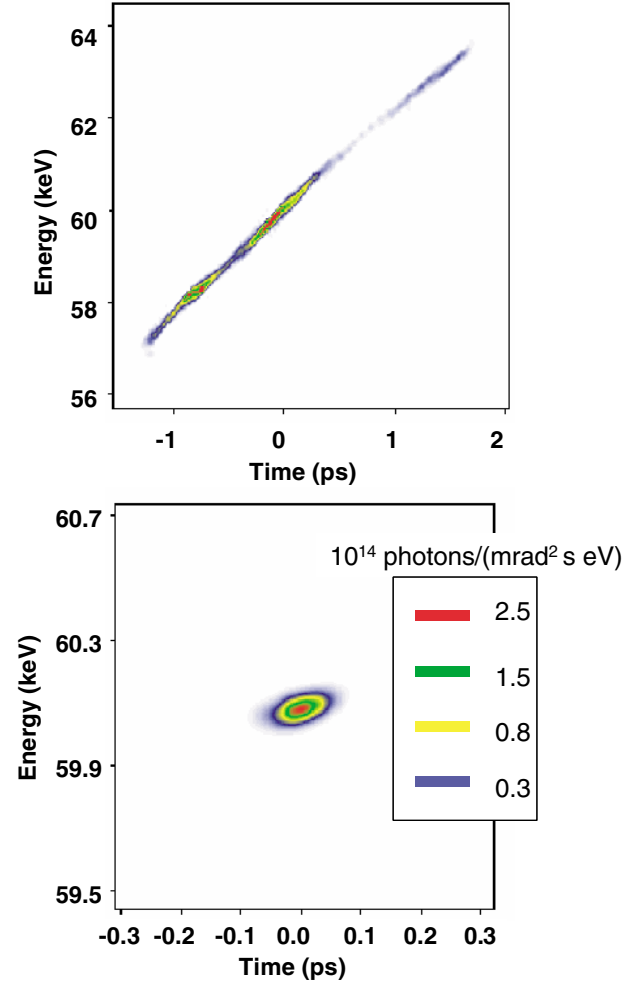 64
62
60
58
56
Energy (keV)
-1
0
1
2
Time (ps)
60.7
60.3
59.9
59.5
Energy (keV)
10¹⁴ photons/(mrad² s eV)
2.5
1.5
0.8
0.3
-0.3 -0.2 -0.1 0.0 0.1 0.2 0.3
Time (ps)